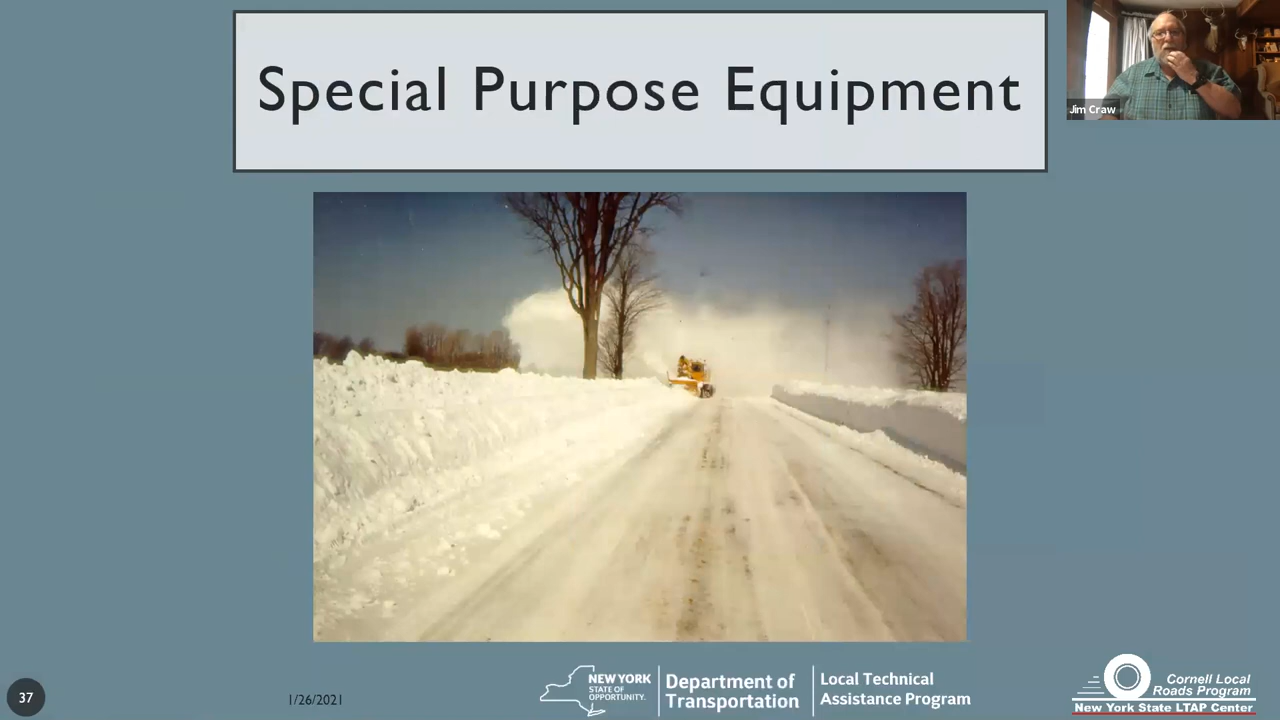 Special Purpose Equipment
Jim Craw
37
1/26/2021
NEW YORK
STATE OF
OPPORTUNITY.
Department of
Transportation
Local Technical
Assistance Program
Cornell Local
Roads Program
New York State LTAP Center